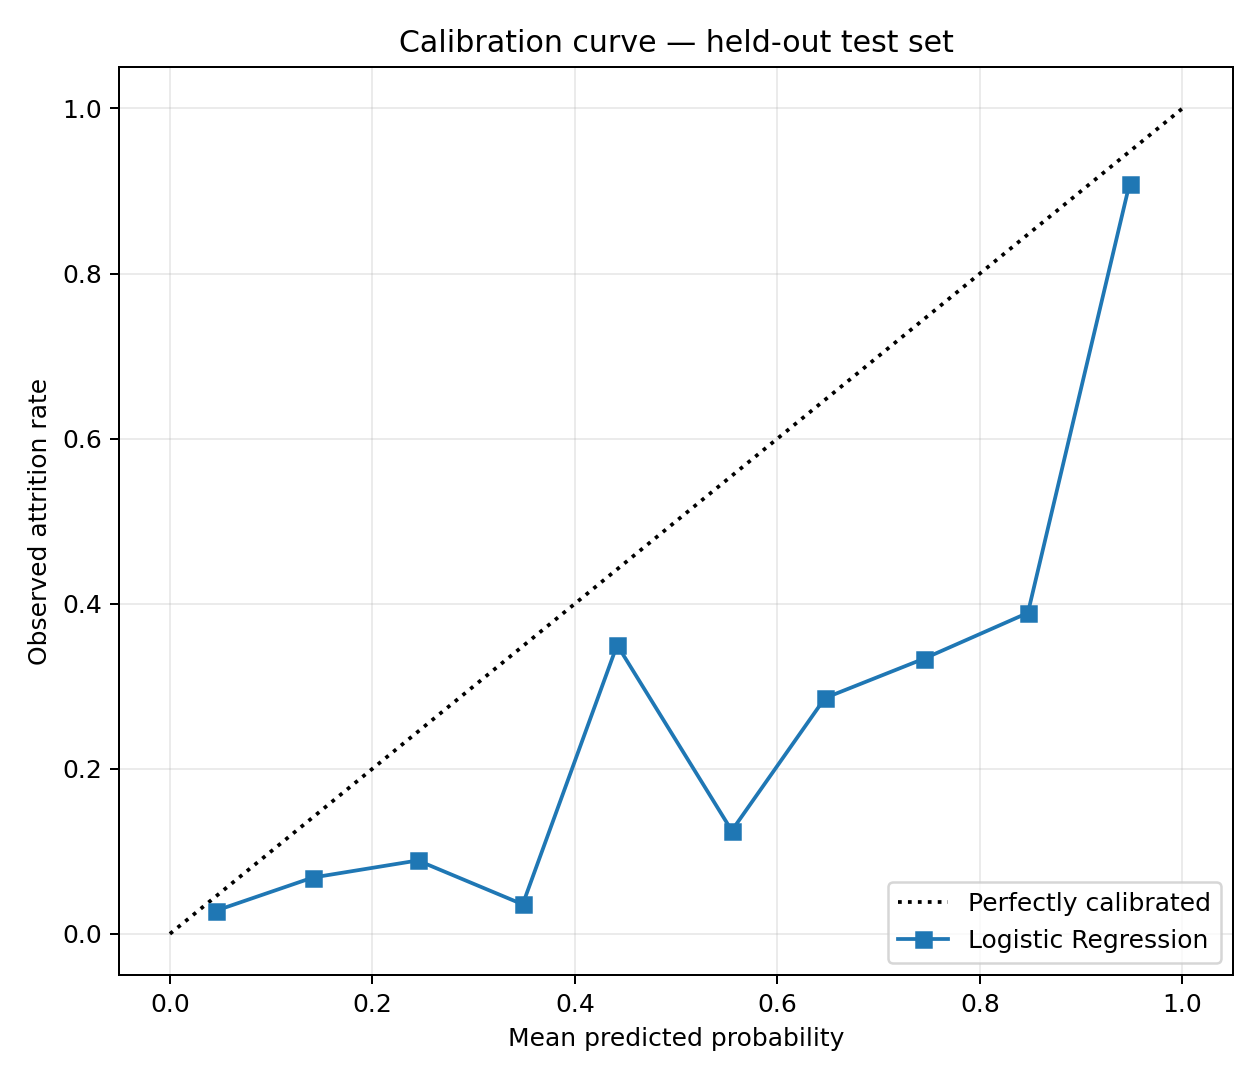 Calibration curve — held-out test set
Observed attrition rate
1.0
0.8
0.6
0.4
0.2
0.0
Perfectly calibrated
Logistic Regression
0.0 0.2 0.4 0.6 0.8 1.0
Mean predicted probability